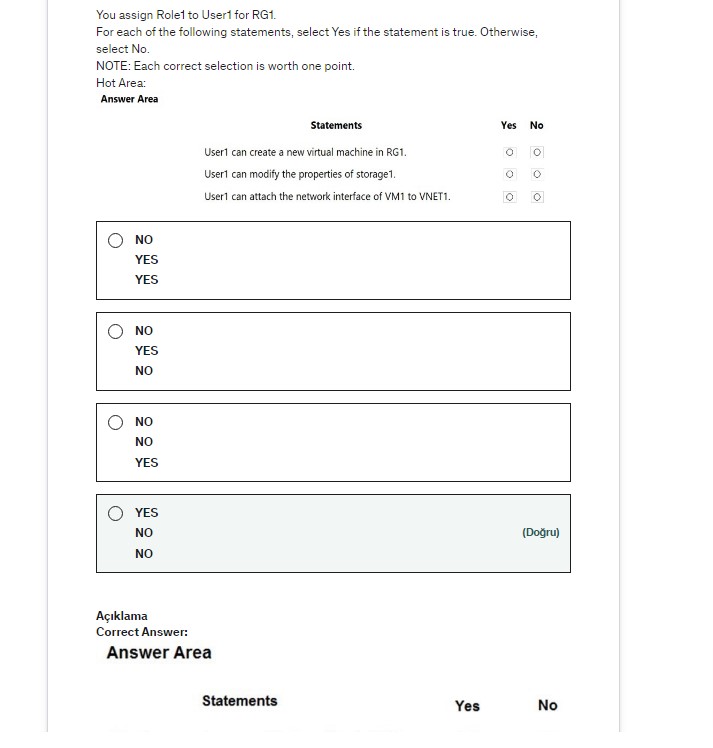 You assign Role1 to User1 for RG1.
For each of the following statements, select Yes if the statement is true. Otherwise,
select No.
NOTE: Each correct selection is worth one point.
Hot Area:
Answer Area
Statements Yes No
User1 can create a new virtual machine in RG1.
User1 can modify the properties of storage1.
User1 can attach the network interface of VM1 to VNET1.
NO
YES
YES
NO
YES
NO
NO
NO
YES
YES
NO (Doğru)
NO
Açıklama
Correct Answer:
Answer Area
Statements Yes No